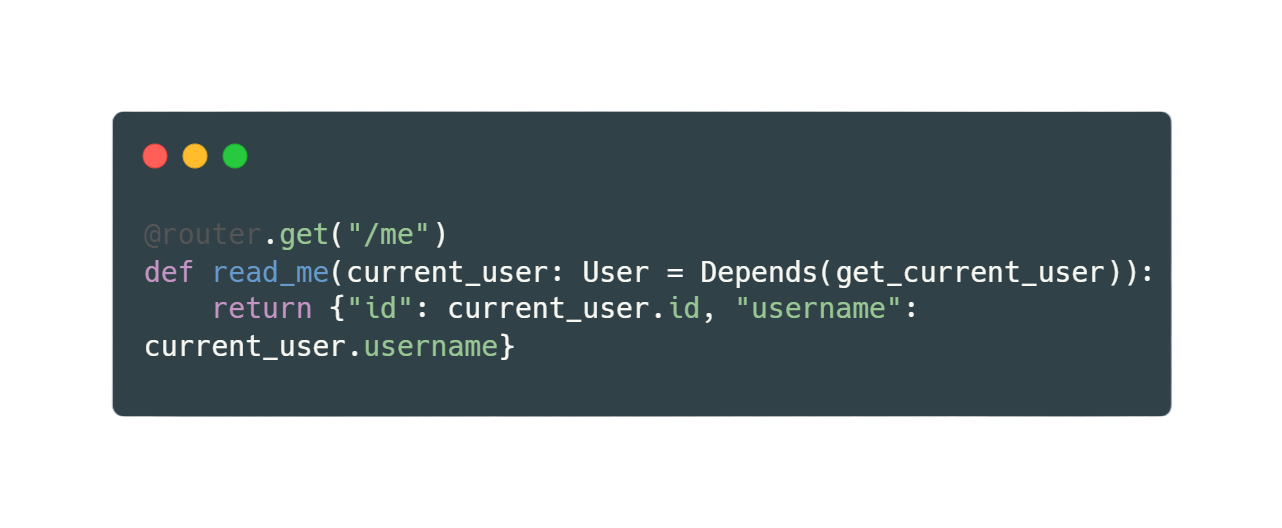 @router.get("/me")
def read_me(current_user: User = Depends(get_current_user)):
    return {"id": current_user.id, "username":
current_user.username}